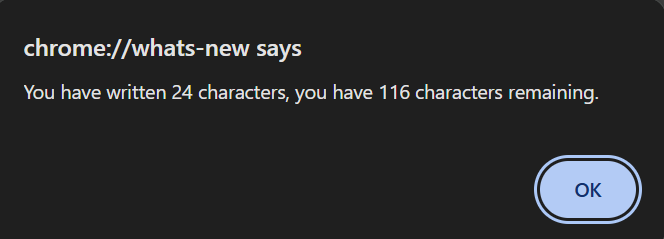 chrome://whats-new says
You have written 24 characters, you have 116 characters remaining.
OK